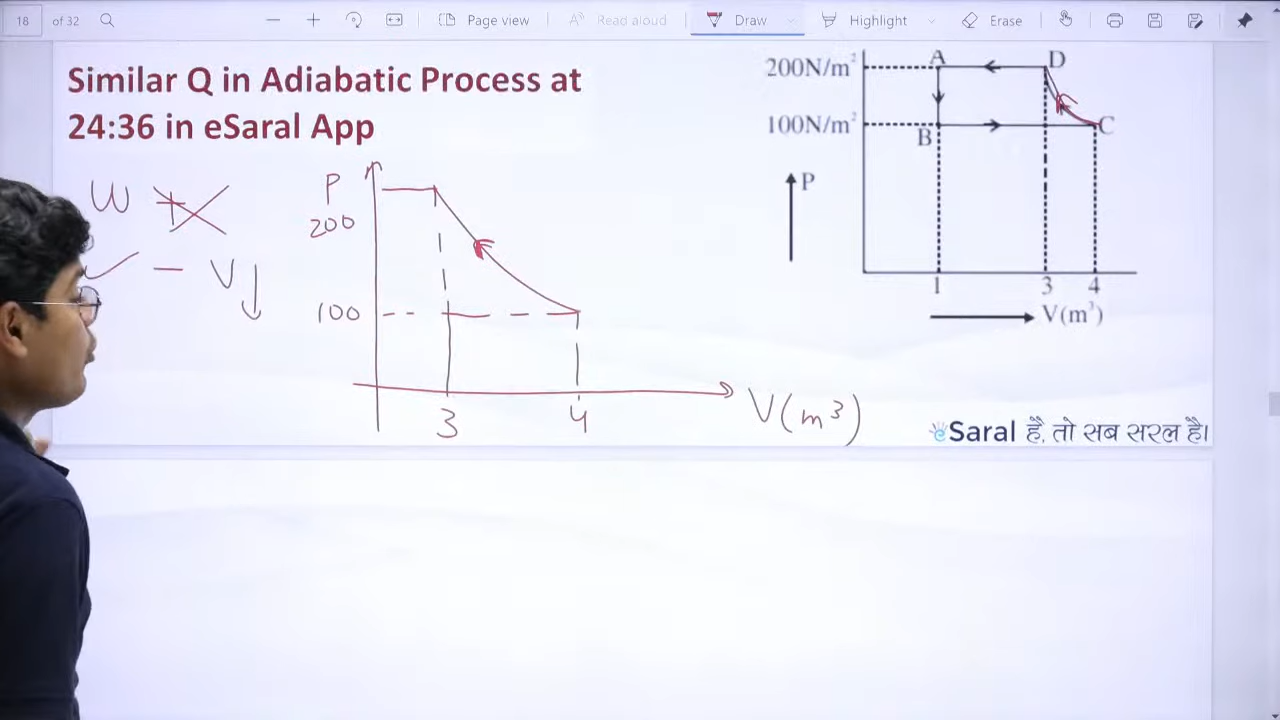 18 of 32 Page view Read aloud Draw Highlight Erase
Similar Q in Adiabatic Process at
24:36 in eSaral App
W +
− V↓
P
200
100
3 4
V(m³)
A D
200N/m²
100N/m²
B C
P
1 3 4
V(m³)
eSaral है, तो सब सरल है।